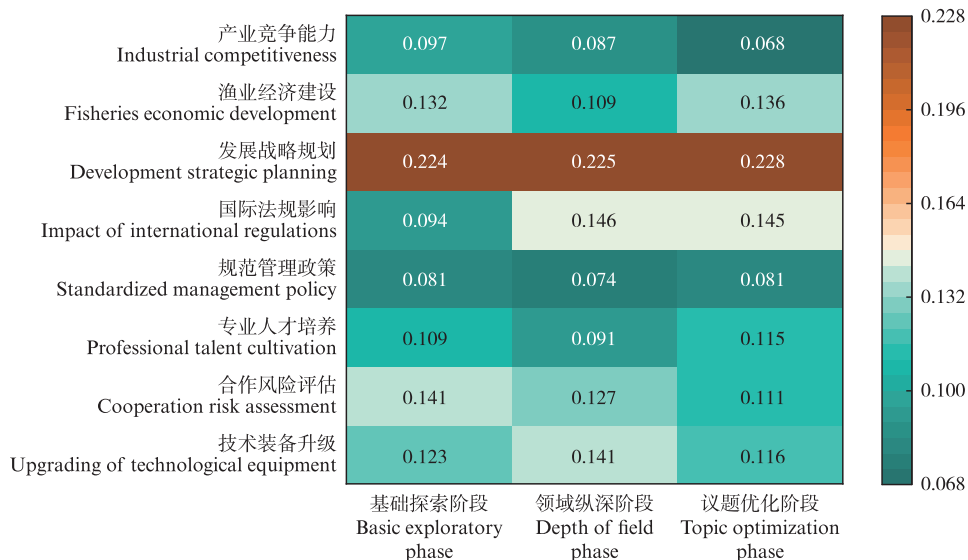 产业竞争能力
Industrial competitiveness
0.097 0.087 0.068
渔业经济建设
Fisheries economic development
0.132 0.109 0.136
发展战略规划
Development strategic planning
0.224 0.225 0.228
国际法规影响
Impact of international regulations
0.094 0.146 0.145
规范管理政策
Standardized management policy
0.081 0.074 0.081
专业人才培养
Professional talent cultivation
0.109 0.091 0.115
合作风险评估
Cooperation risk assessment
0.141 0.127 0.111
技术装备升级
Upgrading of technological equipment
0.123 0.141 0.116
基础探索阶段 领域纵深阶段 议题优化阶段
Basic exploratory Depth of field Topic optimization
phase phase phase
0.228
0.196
0.164
0.132
0.100
0.068